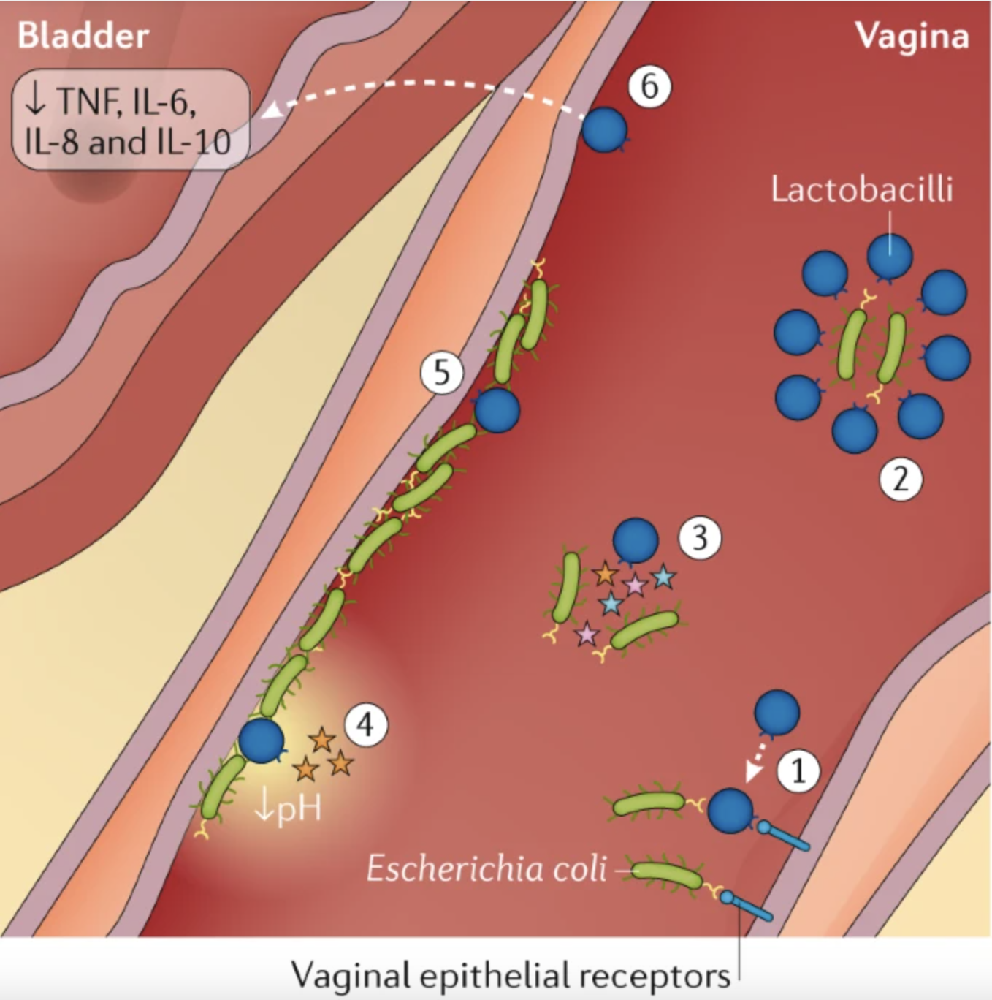 Bladder
Vagina
↓ TNF, IL-6,
IL-8 and IL-10
6
Lactobacilli
5
2
3
4
↓pH
1
Escherichia coli
Vaginal epithelial receptors